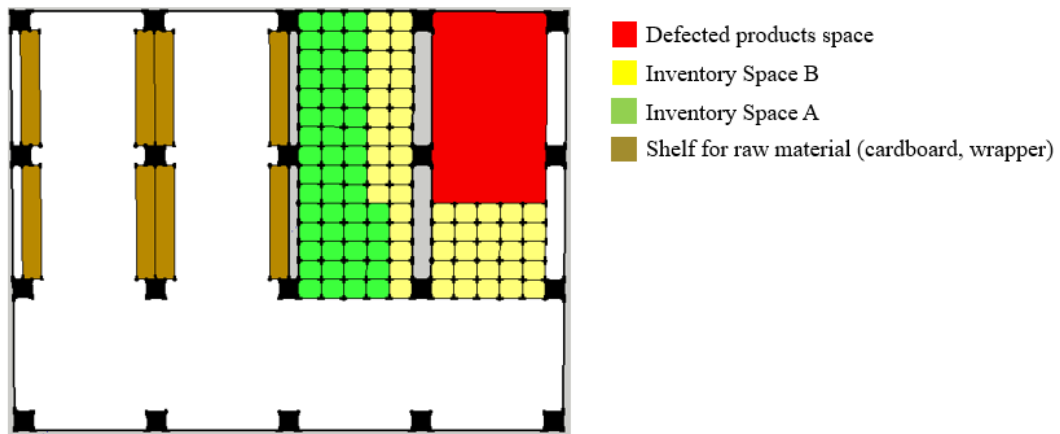 Defected products space
Inventory Space B
Inventory Space A
Shelf for raw material (cardboard, wrapper)